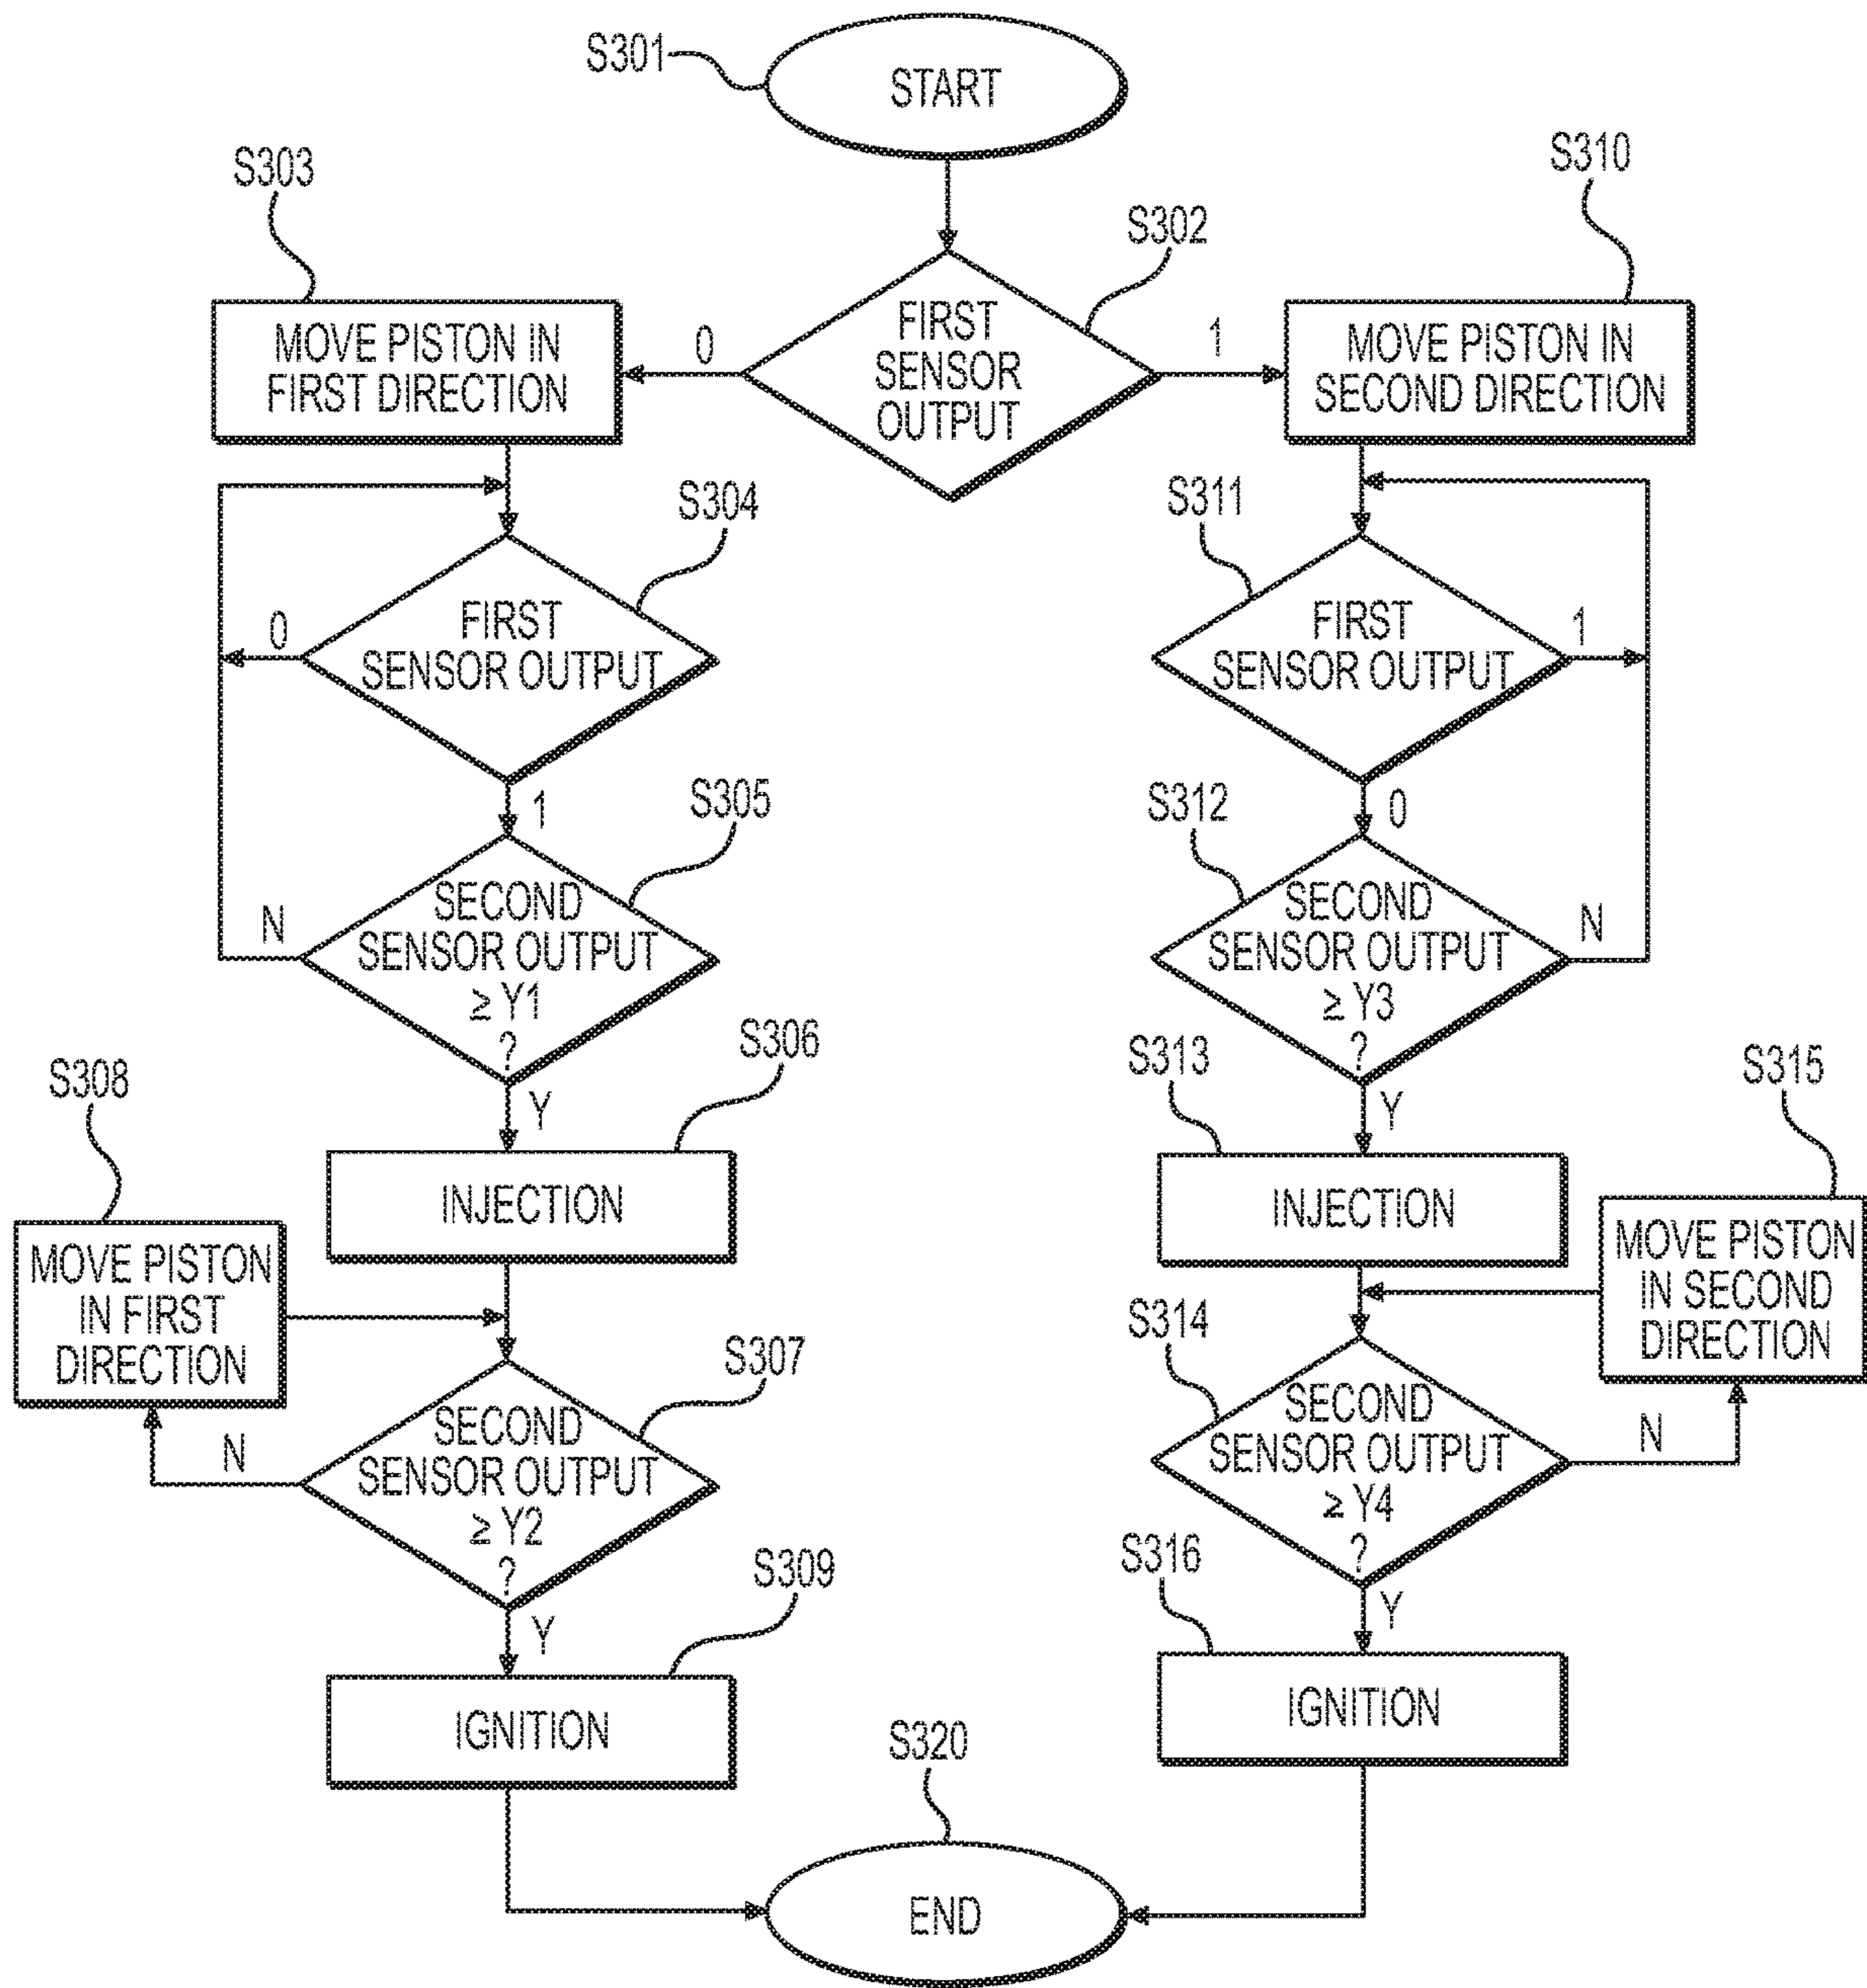 S301
START
S303
S310
S302
MOVE PISTON IN
FIRST DIRECTION
0
FIRST
SENSOR
OUTPUT
1
MOVE PISTON IN
SECOND DIRECTION
S304
FIRST
SENSOR OUTPUT
0
1
S311
FIRST
SENSOR OUTPUT
1
0
S305
SECOND
SENSOR OUTPUT
≥ Y1
?
N
Y
S312
SECOND
SENSOR OUTPUT
≥ Y3
?
N
Y
S306
INJECTION
S313
INJECTION
S308
MOVE PISTON
IN FIRST
DIRECTION
S315
MOVE PISTON
IN SECOND
DIRECTION
S307
SECOND
SENSOR OUTPUT
≥ Y2
?
N
Y
S314
SECOND
SENSOR OUTPUT
≥ Y4
?
N
Y
S309
IGNITION
S316
IGNITION
S320
END